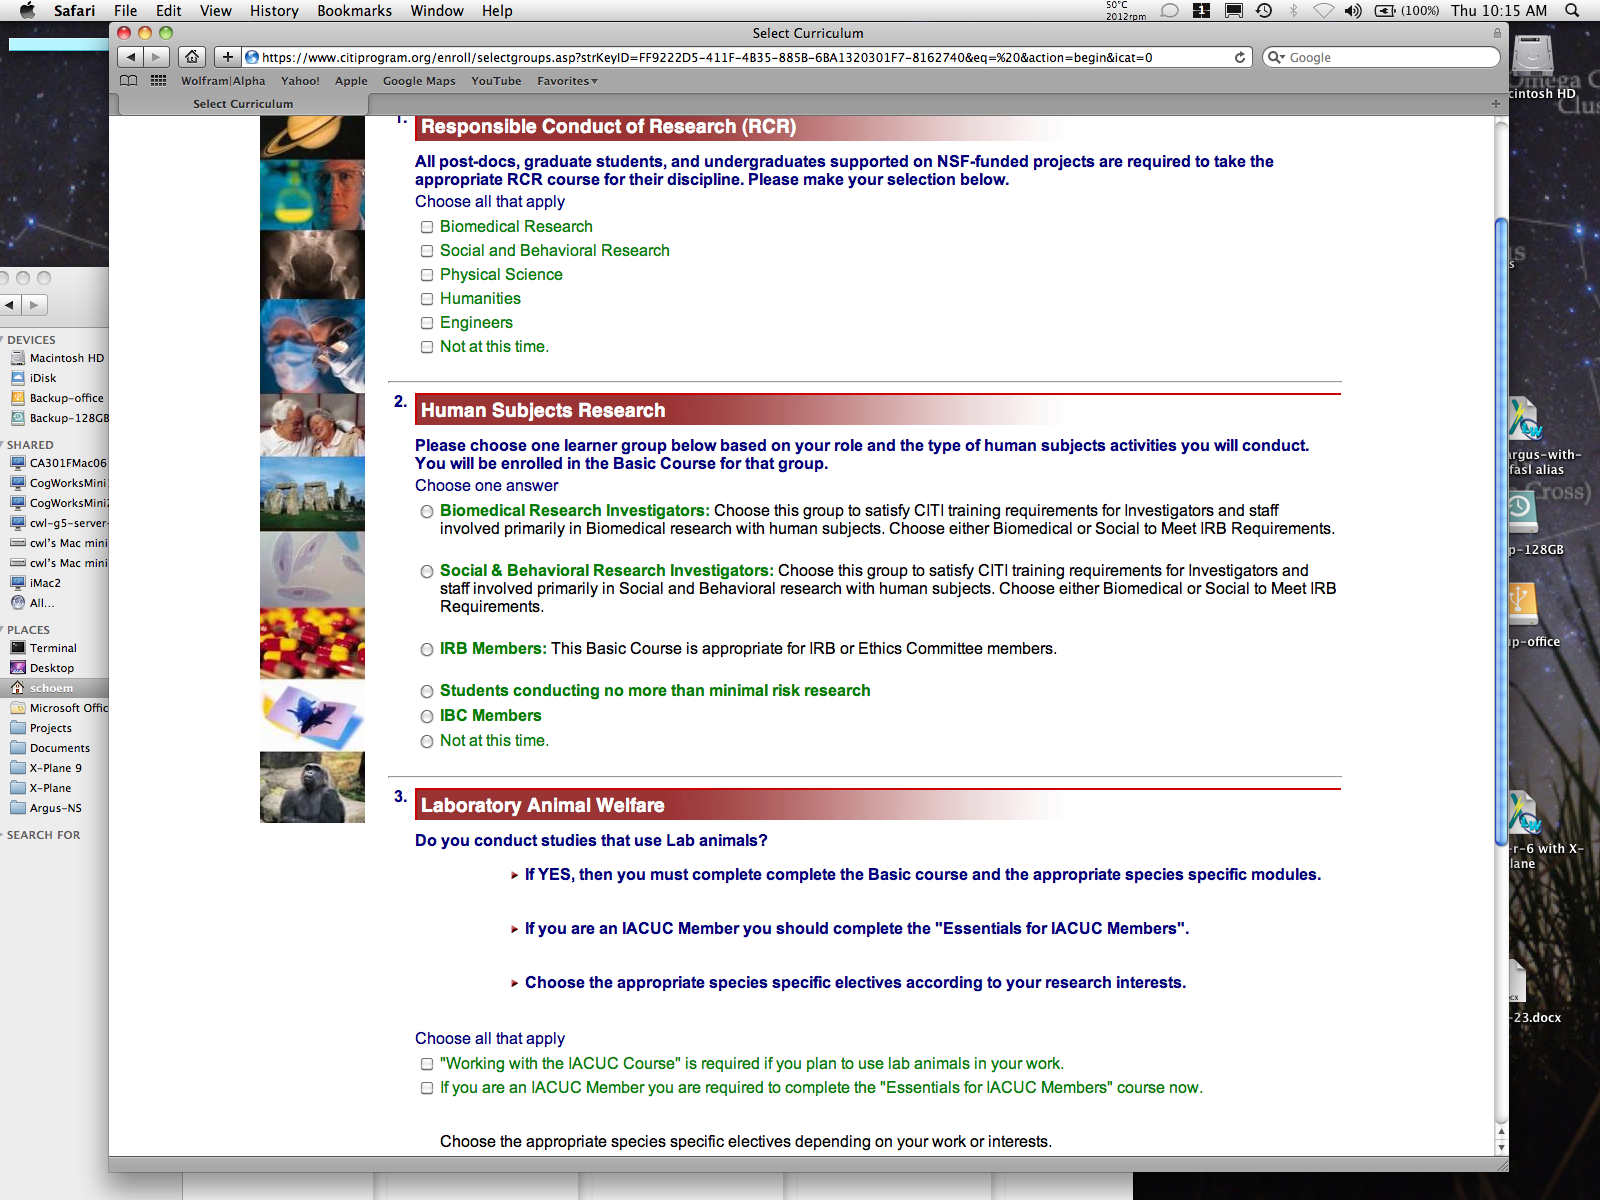 Safari File Edit View History Bookmarks Window Help
50°C
2012rpm
1
(100%) Thu 10:15 AM
Select Curriculum
https://www.citiprogram.org/enroll/selectgroups.asp?strKeyID=FF9222D5-411F-4B35-885B-6BA1320301F7-8162740&eq=%20&action=begin&icat=0
Google
Wolfram|Alpha Yahoo! Apple Google Maps YouTube Favorites
Select Curriculum
1. Responsible Conduct of Research (RCR)
All post-docs, graduate students, and undergraduates supported on NSF-funded projects are required to take the
appropriate RCR course for their discipline. Please make your selection below.
Choose all that apply
Biomedical Research
Social and Behavioral Research
Physical Science
Humanities
Engineers
Not at this time.
2. Human Subjects Research
Please choose one learner group below based on your role and the type of human subjects activities you will conduct.
You will be enrolled in the Basic Course for that group.
Choose one answer
Biomedical Research Investigators: Choose this group to satisfy CITI training requirements for Investigators and staff
involved primarily in Biomedical research with human subjects. Choose either Biomedical or Social to Meet IRB Requirements.
Social & Behavioral Research Investigators: Choose this group to satisfy CITI training requirements for Investigators and
staff involved primarily in Social and Behavioral research with human subjects. Choose either Biomedical or Social to Meet IRB
Requirements.
IRB Members: This Basic Course is appropriate for IRB or Ethics Committee members.
Students conducting no more than minimal risk research
IBC Members
Not at this time.
3. Laboratory Animal Welfare
Do you conduct studies that use Lab animals?
If YES, then you must complete complete the Basic course and the appropriate species specific modules.
If you are an IACUC Member you should complete the "Essentials for IACUC Members".
Choose the appropriate species specific electives according to your research interests.
Choose all that apply
"Working with the IACUC Course" is required if you plan to use lab animals in your work.
If you are an IACUC Member you are required to complete the "Essentials for IACUC Members" course now.
Choose the appropriate species specific electives depending on your work or interests.
DEVICES
Macintosh HD
iDisk
Backup-office
Backup-128GB
SHARED
CA301FMac06
CogWorksMini
CogWorksMini
cwl-g5-server-
cwl's Mac mini
cwl's Mac mini
iMac2
All...
PLACES
Terminal
Desktop
schoem
Microsoft Offic
Projects
Documents
X-Plane 9
X-Plane
Argus-NS
SEARCH FOR
Omega C
cintosh HD
Clus
s
rgus-with-
fasl alias
Cross)
p-128GB
up-office
r-6 with X-
lane
-23.docx